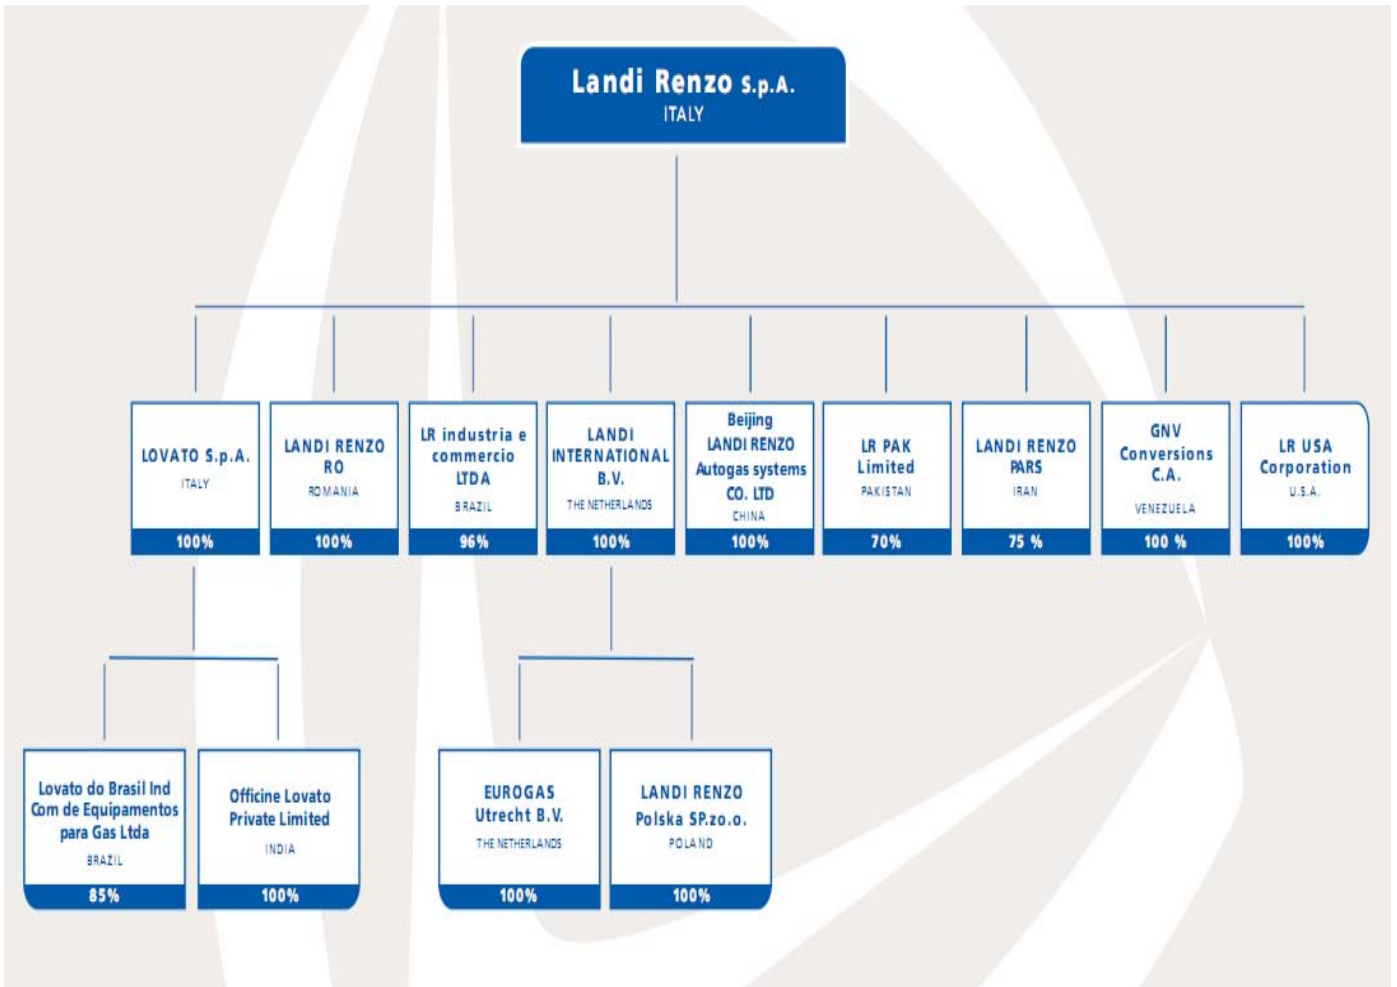 Landi Renzo S.p.A.
ITALY
LOVATO S.p.A.
ITALY
100%
LANDI RENZO
RO
ROMANIA
100%
LR industria e
commercio
LTDA
BRAZIL
96%
LANDI
INTERNATIONAL
B.V.
THE NETHERLANDS
100%
Beijing
LANDI RENZO
Autogas systems
CO. LTD
CHINA
100%
LR PAK
Limited
PAKISTAN
70%
LANDI RENZO
PARS
IRAN
75 %
GNV
Conversions
C.A.
VENEZUELA
100 %
LR USA
Corporation
U.S.A.
100%
Lovato do Brasil Ind
Com de Equipamentos
para Gas Ltda
BRAZIL
85%
Officine Lovato
Private Limited
INDIA
100%
EUROGAS
Utrecht B.V.
THE NETHERLANDS
100%
LANDI RENZO
Polska SP.zo.o.
POLAND
100%